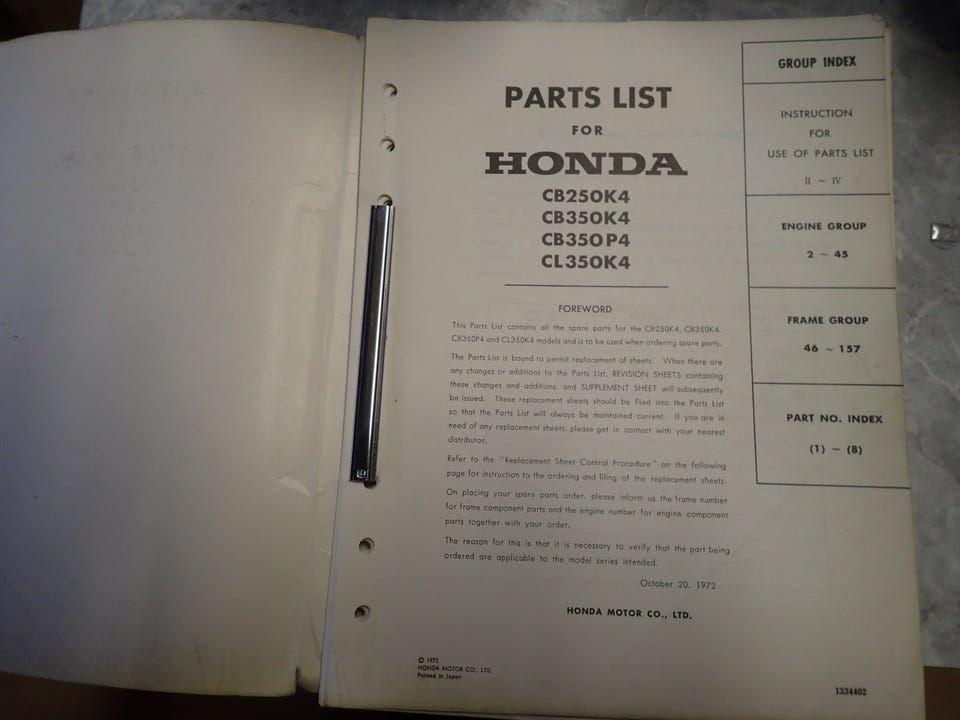 PARTS LIST
FOR
HONDA
CB250K4
CB350K4
CB350P4
CL350K4
FOREWORD
This Parts List contains all the spare parts for the CB250K4, CB350K4,
CB350P4 and CL350K4 models and is to be used when ordering spare parts.
The Parts List is bound to permit replacement of sheets. When there are
any changes or additions to the Parts List, REVISION SHEETS containing
these changes and additions, and SUPPLEMENT SHEET will subsequently
be issued. These replacement sheets should be filed into the Parts List
so that the Parts List will always be maintained current. If you are in
need of any replacement sheets, please get in contact with your nearest
distributor.
Refer to the "Replacement Sheet Control Procedure" on the following
page for instruction to the ordering and filing of the replacement sheets.
On placing your spare parts order, please inform us the frame number
for frame component parts and the engine number for engine component
parts together with your order.
The reason for this is that it is necessary to verify that the part being
ordered are applicable to the model series intended.
October 20, 1972
HONDA MOTOR CO., LTD.
© 1972
HONDA MOTOR CO., LTD.
Printed in Japan
GROUP INDEX
INSTRUCTION
FOR
USE OF PARTS LIST
II ~ IV
ENGINE GROUP
2 ~ 45
FRAME GROUP
46 ~ 157
PART NO. INDEX
(1) ~ (8)
1334402